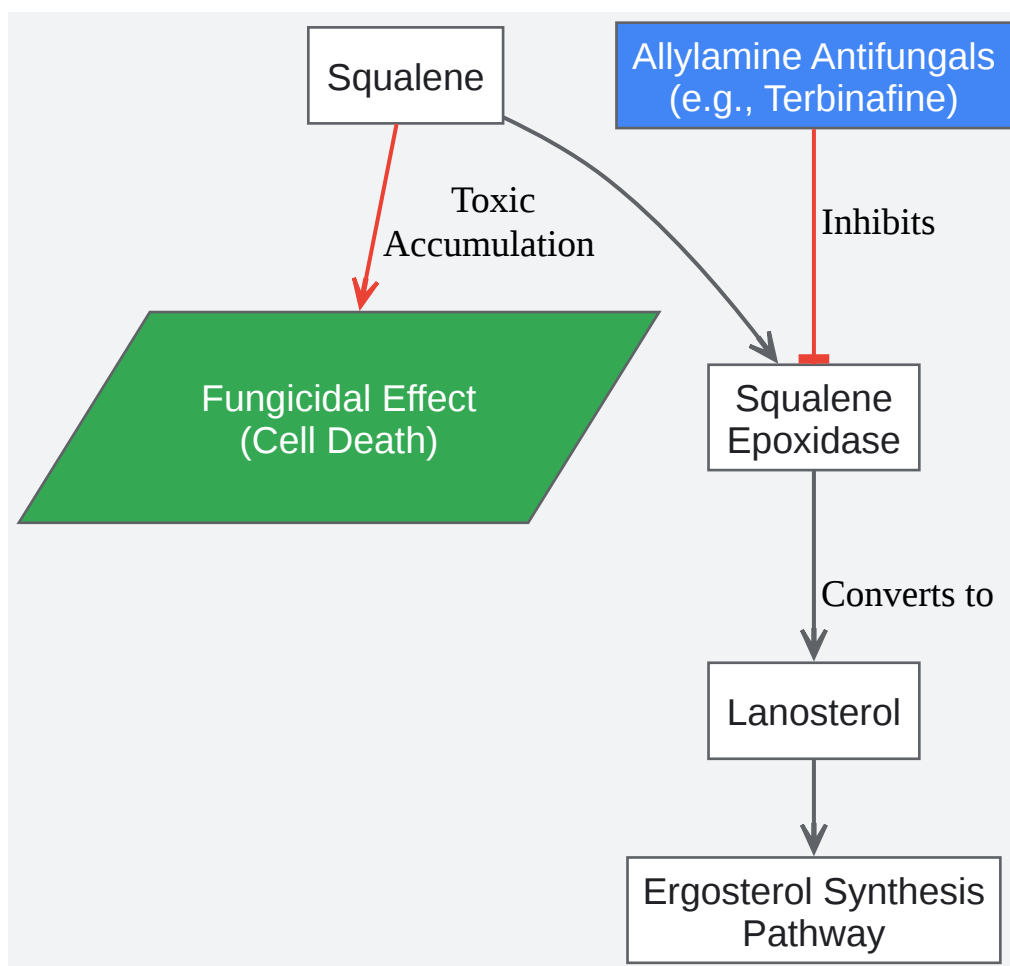 Squalene
Allylamine Antifungals
(e.g., Terbinafine)
Toxic
Accumulation
Inhibits
Fungicidal Effect
(Cell Death)
Squalene
Epoxidase
Converts to
Lanosterol
Ergosterol Synthesis
Pathway